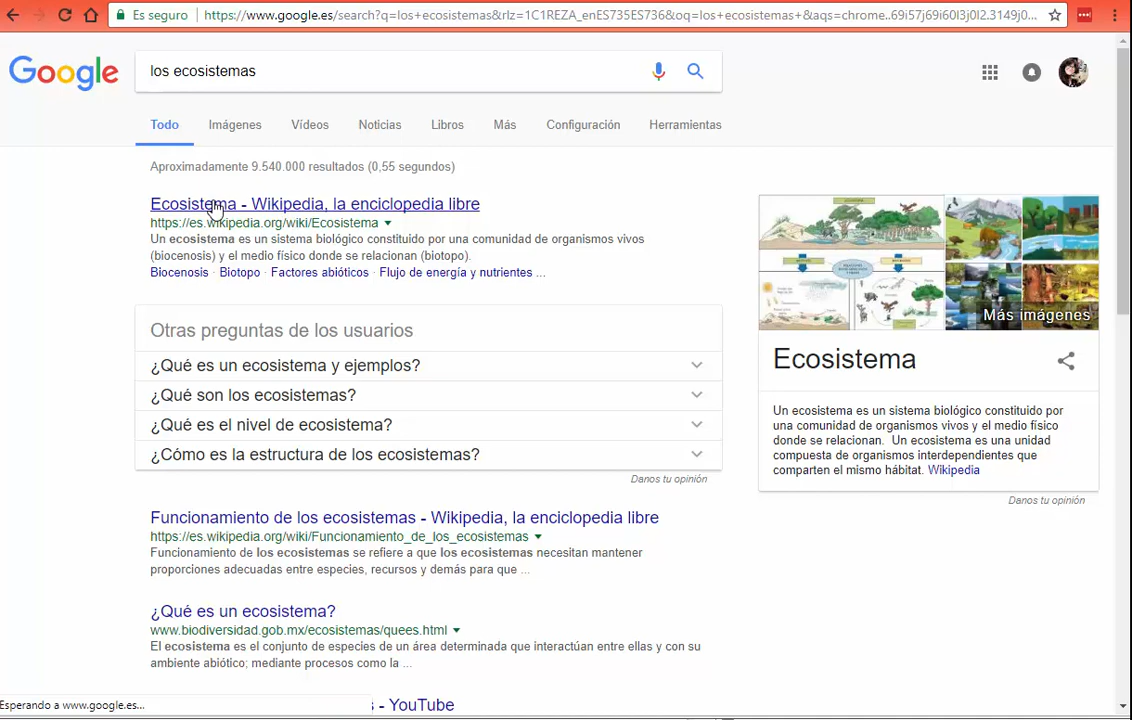 Es seguro https://www.google.es/search?q=los+ecosistemas&rlz=1C1REZA_enES735ES736&oq=los+ecosistemas+&aqs=chrome..69i57j69i60l3j0l2.3149j0...
Google los ecosistemas
Todo Imágenes Vídeos Noticias Libros Más Configuración Herramientas
Aproximadamente 9.540.000 resultados (0,55 segundos)
Ecosistema - Wikipedia, la enciclopedia libre
https://es.wikipedia.org/wiki/Ecosistema
Un ecosistema es un sistema biológico constituido por una comunidad de organismos vivos
(biocenosis) y el medio físico donde se relacionan (biotopo).
Biocenosis · Biotopo · Factores abióticos · Flujo de energía y nutrientes ...
Otras preguntas de los usuarios
¿Qué es un ecosistema y ejemplos?
¿Qué son los ecosistemas?
¿Qué es el nivel de ecosistema?
¿Cómo es la estructura de los ecosistemas?
Danos tu opinión
Funcionamiento de los ecosistemas - Wikipedia, la enciclopedia libre
https://es.wikipedia.org/wiki/Funcionamiento_de_los_ecosistemas
Funcionamiento de los ecosistemas se refiere a que los ecosistemas necesitan mantener
proporciones adecuadas entre especies, recursos y demás para que ...
¿Qué es un ecosistema?
www.biodiversidad.gob.mx/ecosistemas/quees.html
El ecosistema es el conjunto de especies de un área determinada que interactúan entre ellas y con su
ambiente abiótico; mediante procesos como la ...
- YouTube
Esperando a www.google.es...
Más imágenes
Ecosistema
Un ecosistema es un sistema biológico constituido por
una comunidad de organismos vivos y el medio físico
donde se relacionan. Un ecosistema es una unidad
compuesta de organismos interdependientes que
comparten el mismo hábitat. Wikipedia
Danos tu opinión